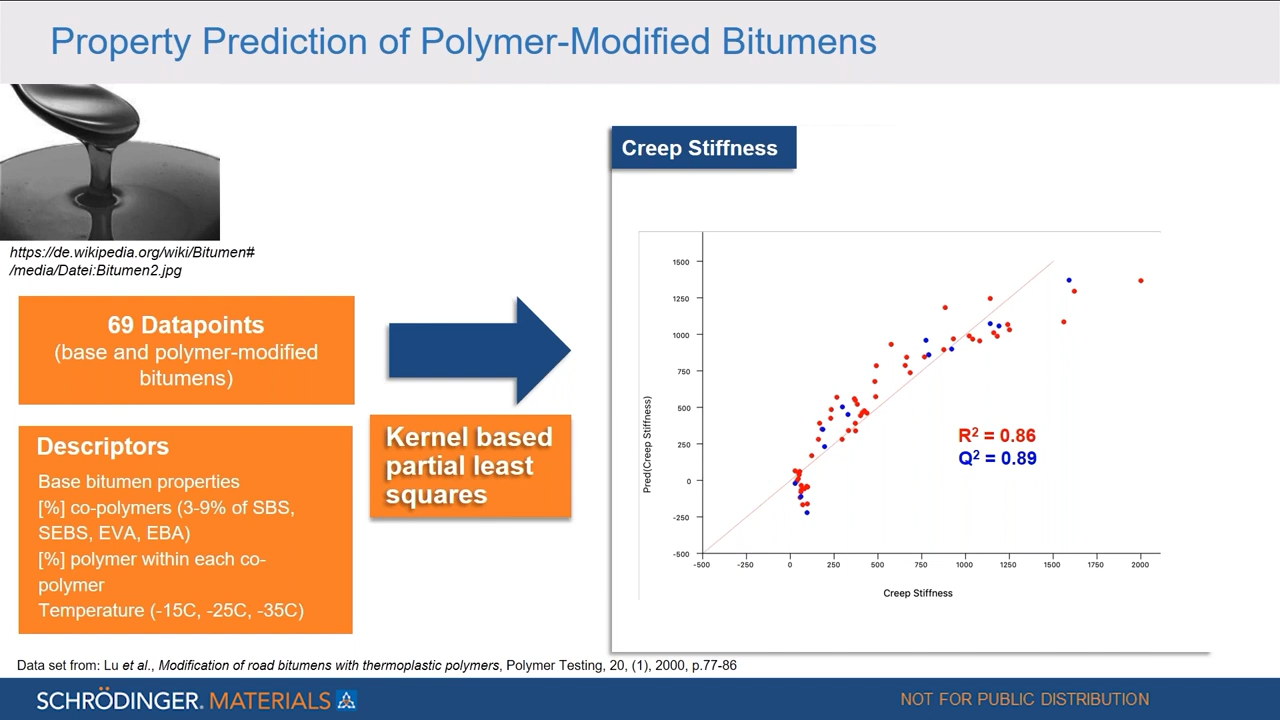 Property Prediction of Polymer-Modified Bitumens
https://de.wikipedia.org/wiki/Bitumen#
/media/Datei:Bitumen2.jpg
69 Datapoints
(base and polymer-modified
bitumens)
Descriptors
Base bitumen properties
[%] co-polymers (3-9% of SBS,
SEBS, EVA, EBA)
[%] polymer within each co-
polymer
Temperature (-15C, -25C, -35C)
Kernel based
partial least
squares
Creep Stiffness
Pred(Creep Stiffness)
1500
1250
1000
750
500
250
0
-250
-500
-500
-250
0
250
500
750
1000
1250
1500
1750
2000
Creep Stiffness
R² = 0.86
Q² = 0.89
Data set from: Lu et al., Modification of road bitumens with thermoplastic polymers, Polymer Testing, 20, (1), 2000, p.77-86
SCHRÖDINGER. MATERIALS
NOT FOR PUBLIC DISTRIBUTION